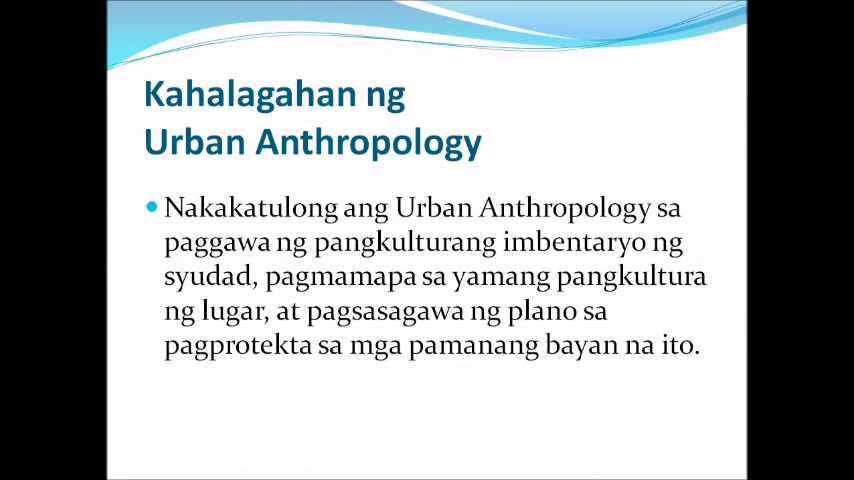 Kahalagahan ng
Urban Anthropology
Nakakatulong ang Urban Anthropology sa
paggawa ng pangkulturang imbentaryo ng
syudad, pagmamapa sa yamang pangkultura
ng lugar, at pagsasagawa ng plano sa
pagprotekta sa mga pamanang bayan na ito.